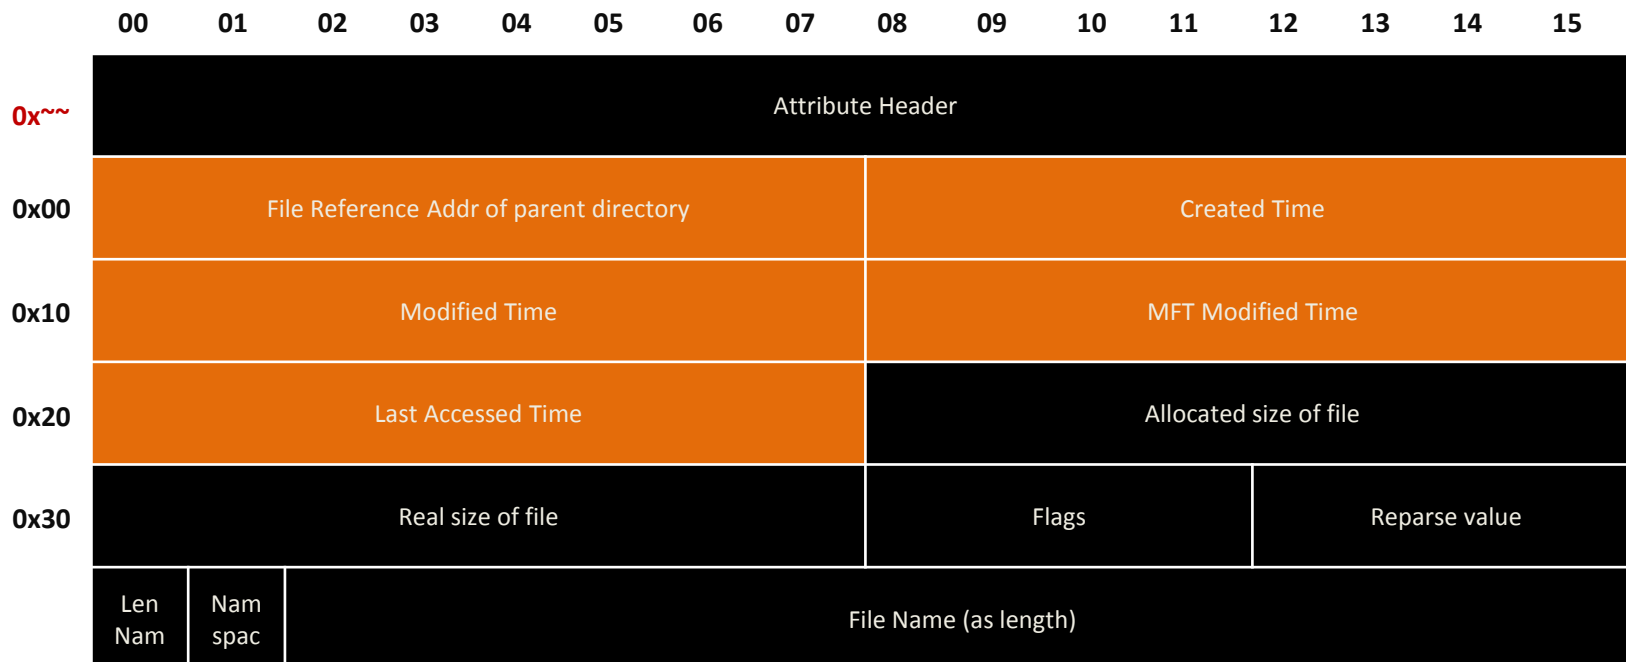 00 01 02 03 04 05 06 07 08 09 10 11 12 13 14 15
0x~~ Attribute Header
0x00 File Reference Addr of parent directory Created Time
0x10 Modified Time MFT Modified Time
0x20 Last Accessed Time Allocated size of file
0x30 Real size of file Flags Reparse value
Len
Nam
Nam
spac
File Name (as length)